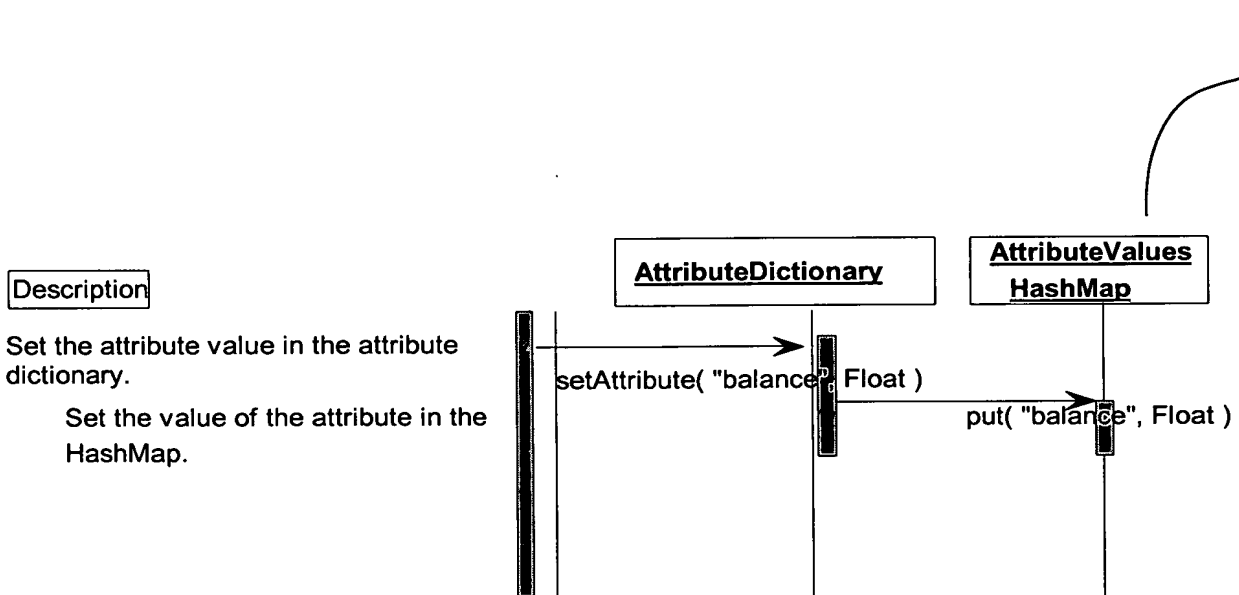 AttributeDictionary
AttributeValues
HashMap
Description
Set the attribute value in the attribute
dictionary.
setAttribute( "balance", Float )
Set the value of the attribute in the
HashMap.
put( "balance", Float )